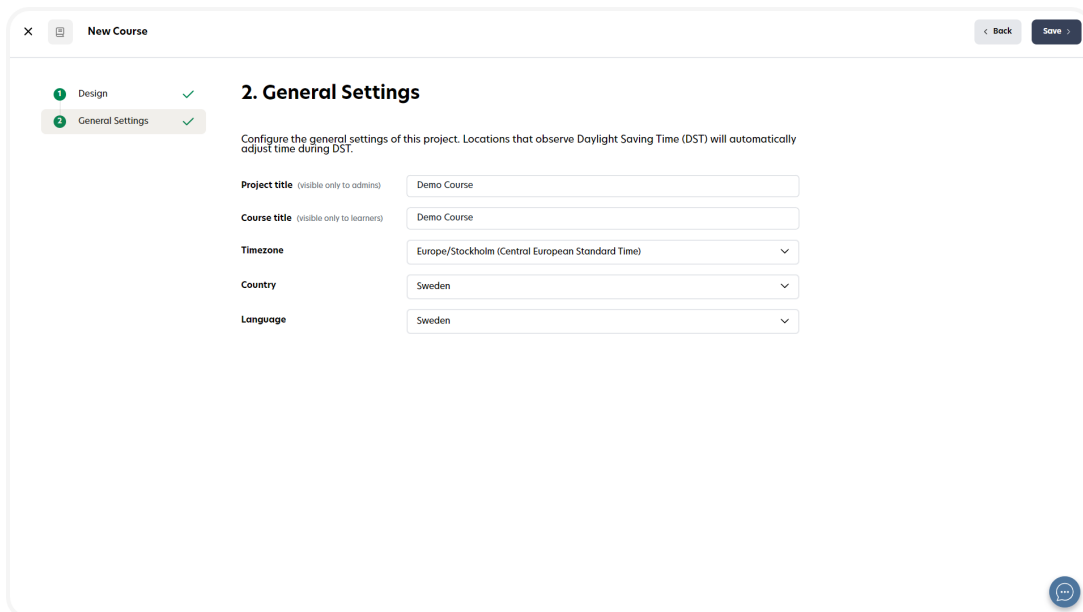 New Course
Back
Save
1 Design
2 General Settings
2. General Settings
Configure the general settings of this project. Locations that observe Daylight Saving Time (DST) will automatically
adjust time during DST.
Project title (visible only to admins) Demo Course
Course title (visible only to learners) Demo Course
Timezone Europe/Stockholm (Central European Standard Time)
Country Sweden
Language Sweden